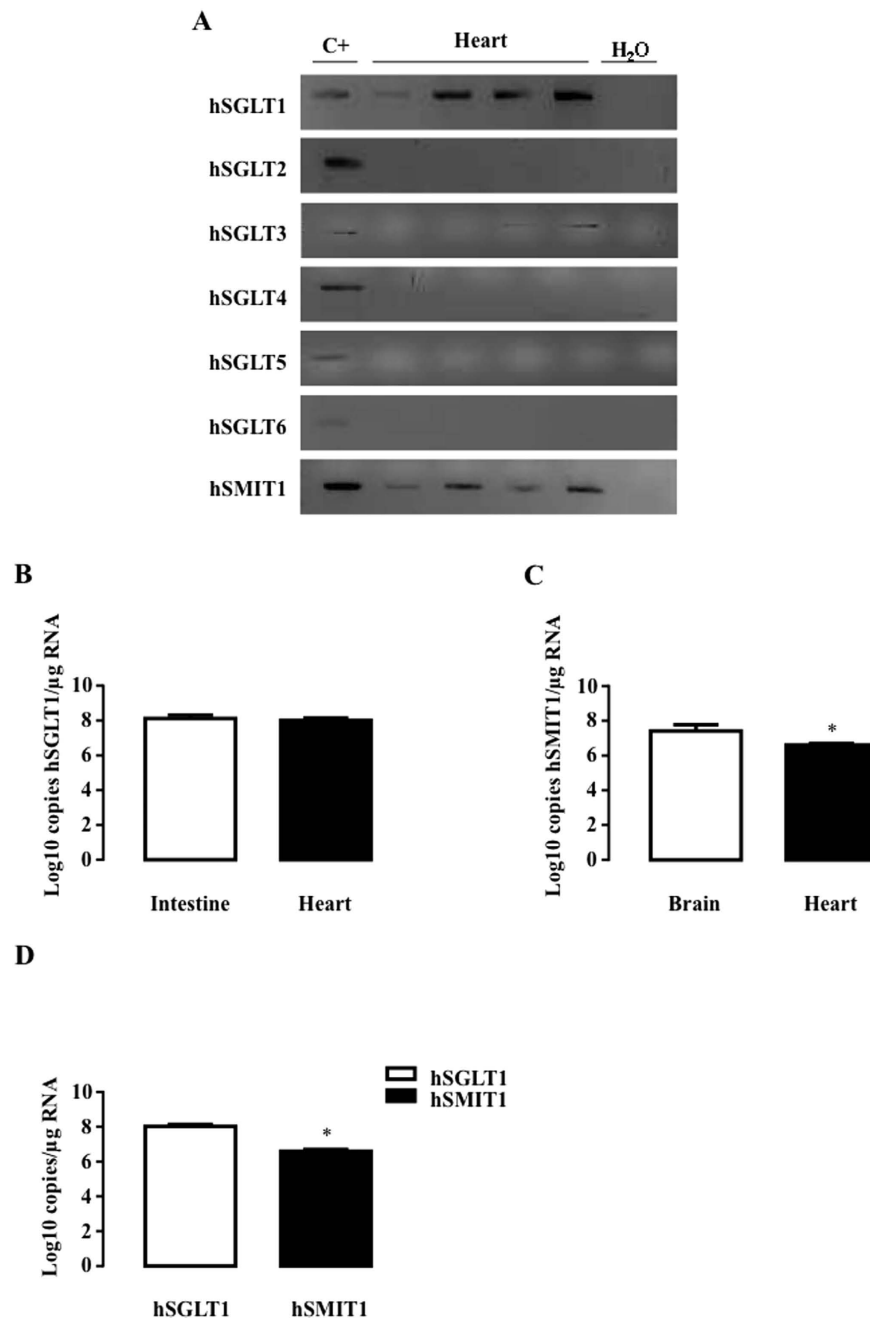 A
C+ Heart H₂O
hSGLT1
hSGLT2
hSGLT3
hSGLT4
hSGLT5
hSGLT6
hSMIT1
B
Log10 copies hSGLT1/µg RNA
10
8
6
4
2
0
Intestine Heart
C
Log10 copies hSMIT1/µg RNA
10
8
6
4
2
0
*
Brain Heart
D
Log10 copies/µg RNA
10
8
6
4
2
0
*
hSGLT1
hSMIT1
hSGLT1 hSMIT1